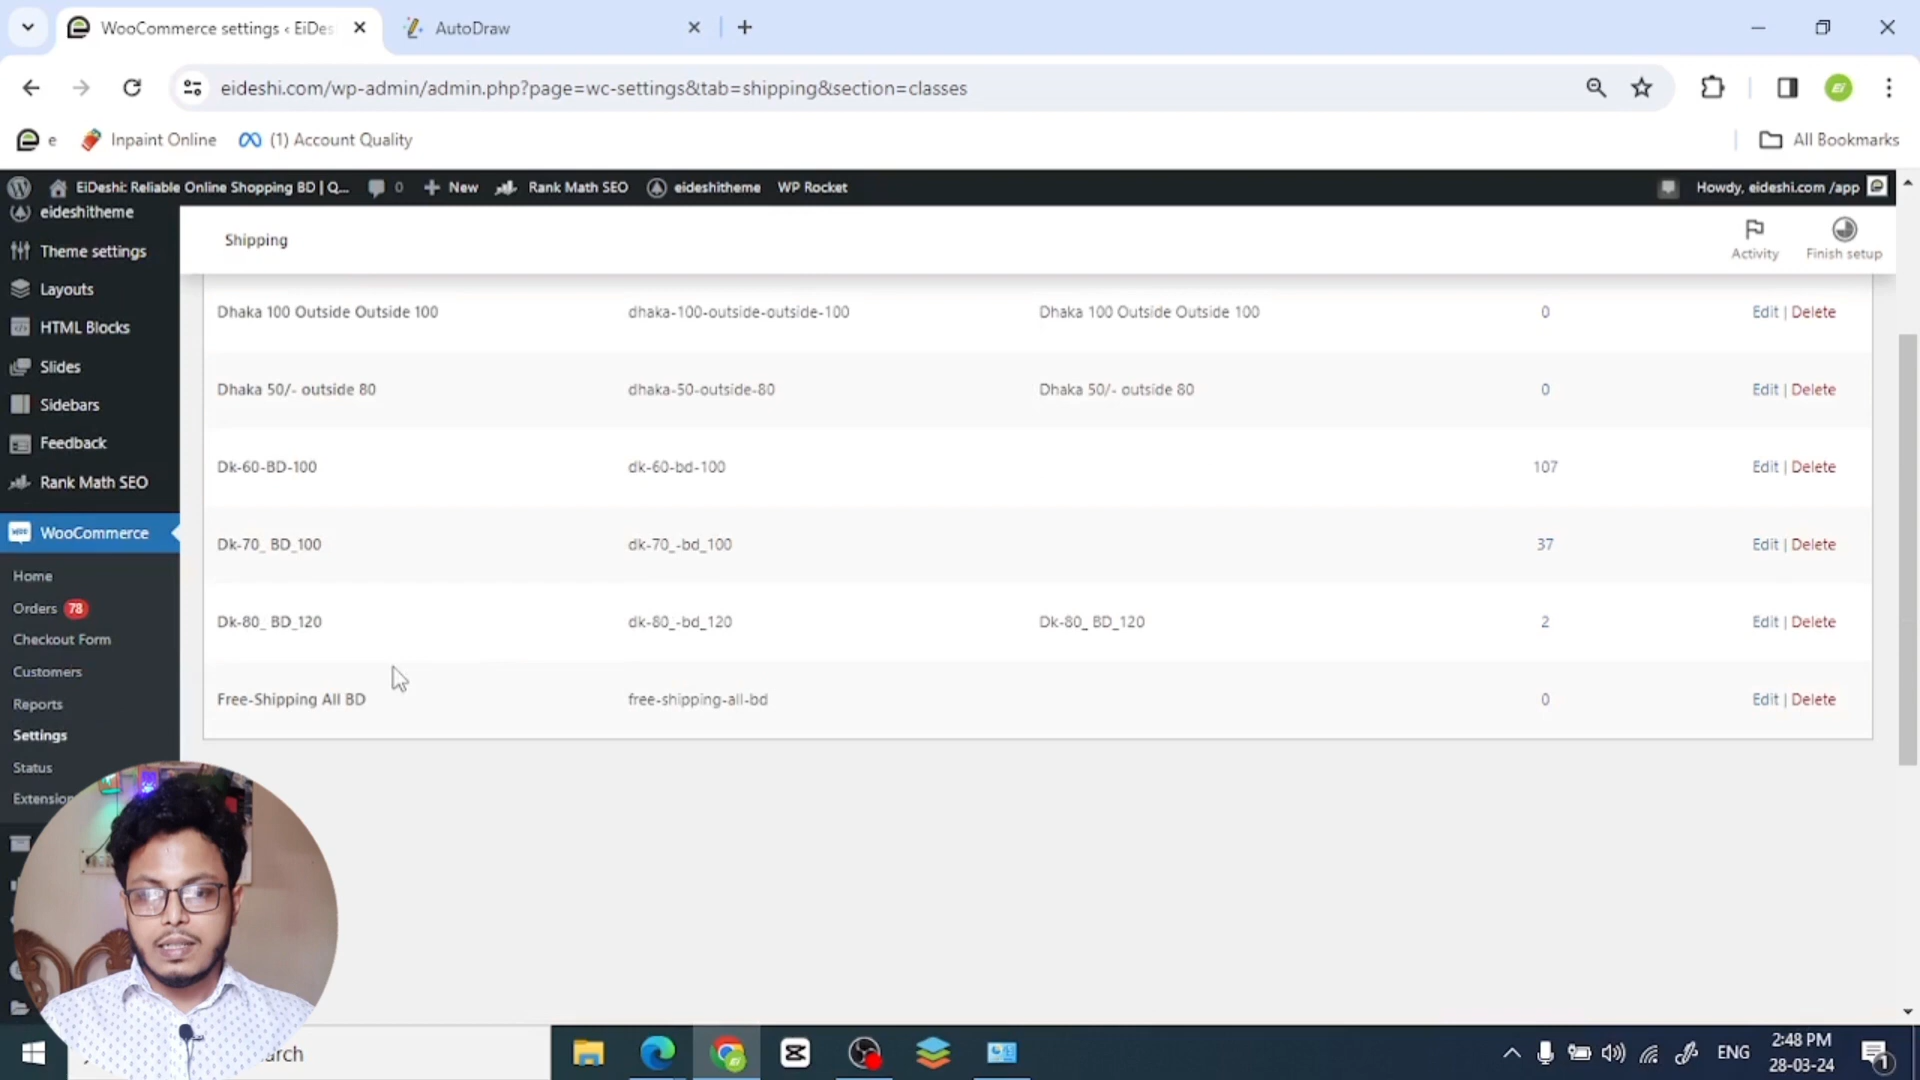 WooCommerce settings ‹ EiDes
AutoDraw
eideshi.com/wp-admin/admin.php?page=wc-settings&tab=shipping&section=classes
Ei
e
Inpaint Online
(1) Account Quality
All Bookmarks
EiDeshi: Reliable Online Shopping BD | Q...
0
New
Rank Math SEO
eideshitheme
WP Rocket
Howdy, eideshi.com /app
eideshitheme
Theme settings
Layouts
HTML Blocks
Slides
Sidebars
Feedback
Rank Math SEO
WooCommerce
Home
Orders 78
Checkout Form
Customers
Reports
Settings
Status
Extension
Shipping
Activity
Finish setup
Dhaka 100 Outside Outside 100 dhaka-100-outside-outside-100 Dhaka 100 Outside Outside 100 0 Edit | Delete
Dhaka 50/- outside 80 dhaka-50-outside-80 Dhaka 50/- outside 80 0 Edit | Delete
Dk-60-BD-100 dk-60-bd-100 107 Edit | Delete
Dk-70_ BD_100 dk-70_-bd_100 37 Edit | Delete
Dk-80_ BD_120 dk-80_-bd_120 Dk-80_ BD_120 2 Edit | Delete
Free-Shipping All BD free-shipping-all-bd 0 Edit | Delete
arch
ENG
2:48 PM
28-03-24
1